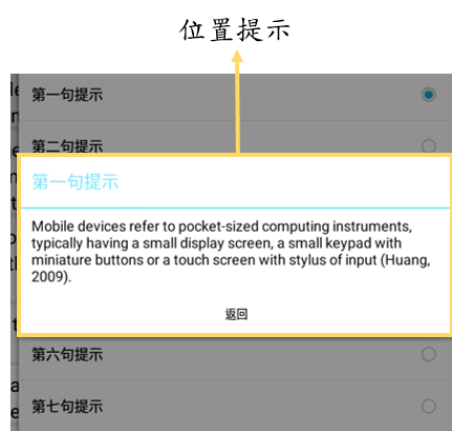 位置提示
第一句提示
第二句提示
第一句提示
Mobile devices refer to pocket-sized computing instruments,
typically having a small display screen, a small keypad with
miniature buttons or a touch screen with stylus of input (Huang,
2009).
返回
第六句提示
第七句提示